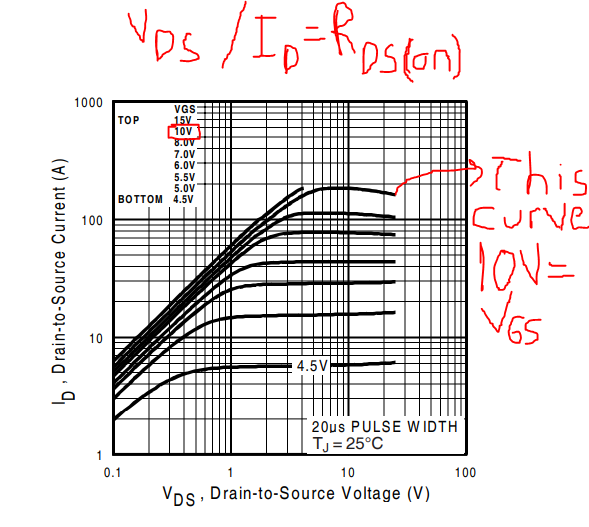 VDS / ID = RDS(on)
1000
100
10
1
ID , Drain-to-Source Current (A)
VGS
TOP 15V
10V
8.0V
7.0V
6.0V
5.5V
5.0V
BOTTOM 4.5V
This
curve
10V=
VGS
4.5V
20µs PULSE WIDTH
TJ = 25°C
0.1 1 10 100
VDS , Drain-to-Source Voltage (V)